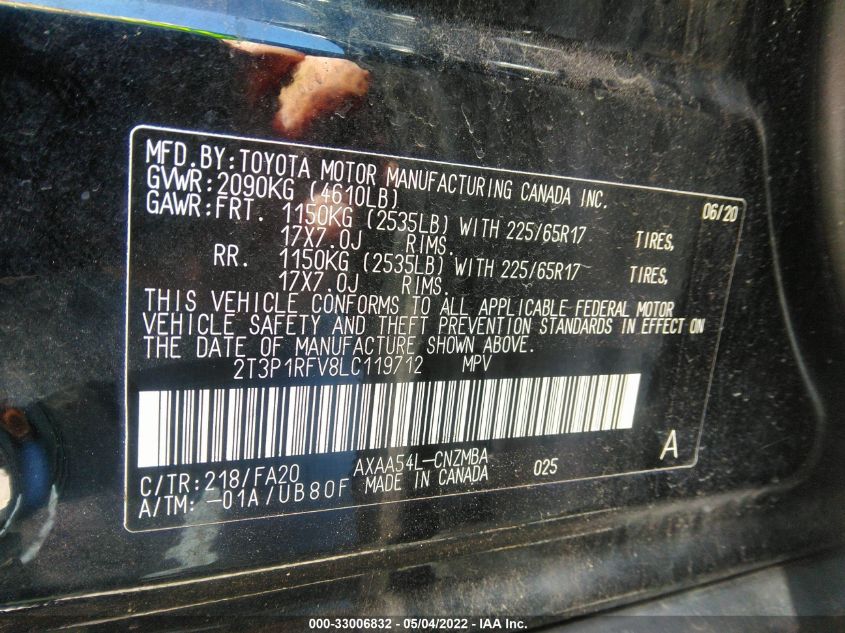 MFD.BY:TOYOTA MOTOR MANUFACTURING CANADA INC.
GVWR:2090KG (4610LB) 06/20
GAWR:FRT. 1150KG (2535LB) WITH 225/65R17 TIRES,
17X7.0J RIMS.
RR. 1150KG (2535LB) WITH 225/65R17 TIRES,
17X7.0J RIMS.
THIS VEHICLE CONFORMS TO ALL APPLICABLE FEDERAL MOTOR
VEHICLE SAFETY AND THEFT PREVENTION STANDARDS IN EFFECT ON
THE DATE OF MANUFACTURE SHOWN ABOVE.
2T3P1RFV8LC119712 MPV
C/TR:218/FA20 AXAA54L-CNZMBA A
A/TM:-01A/UB80F MADE IN CANADA 025
000-33006832 - 05/04/2022 - IAA Inc.